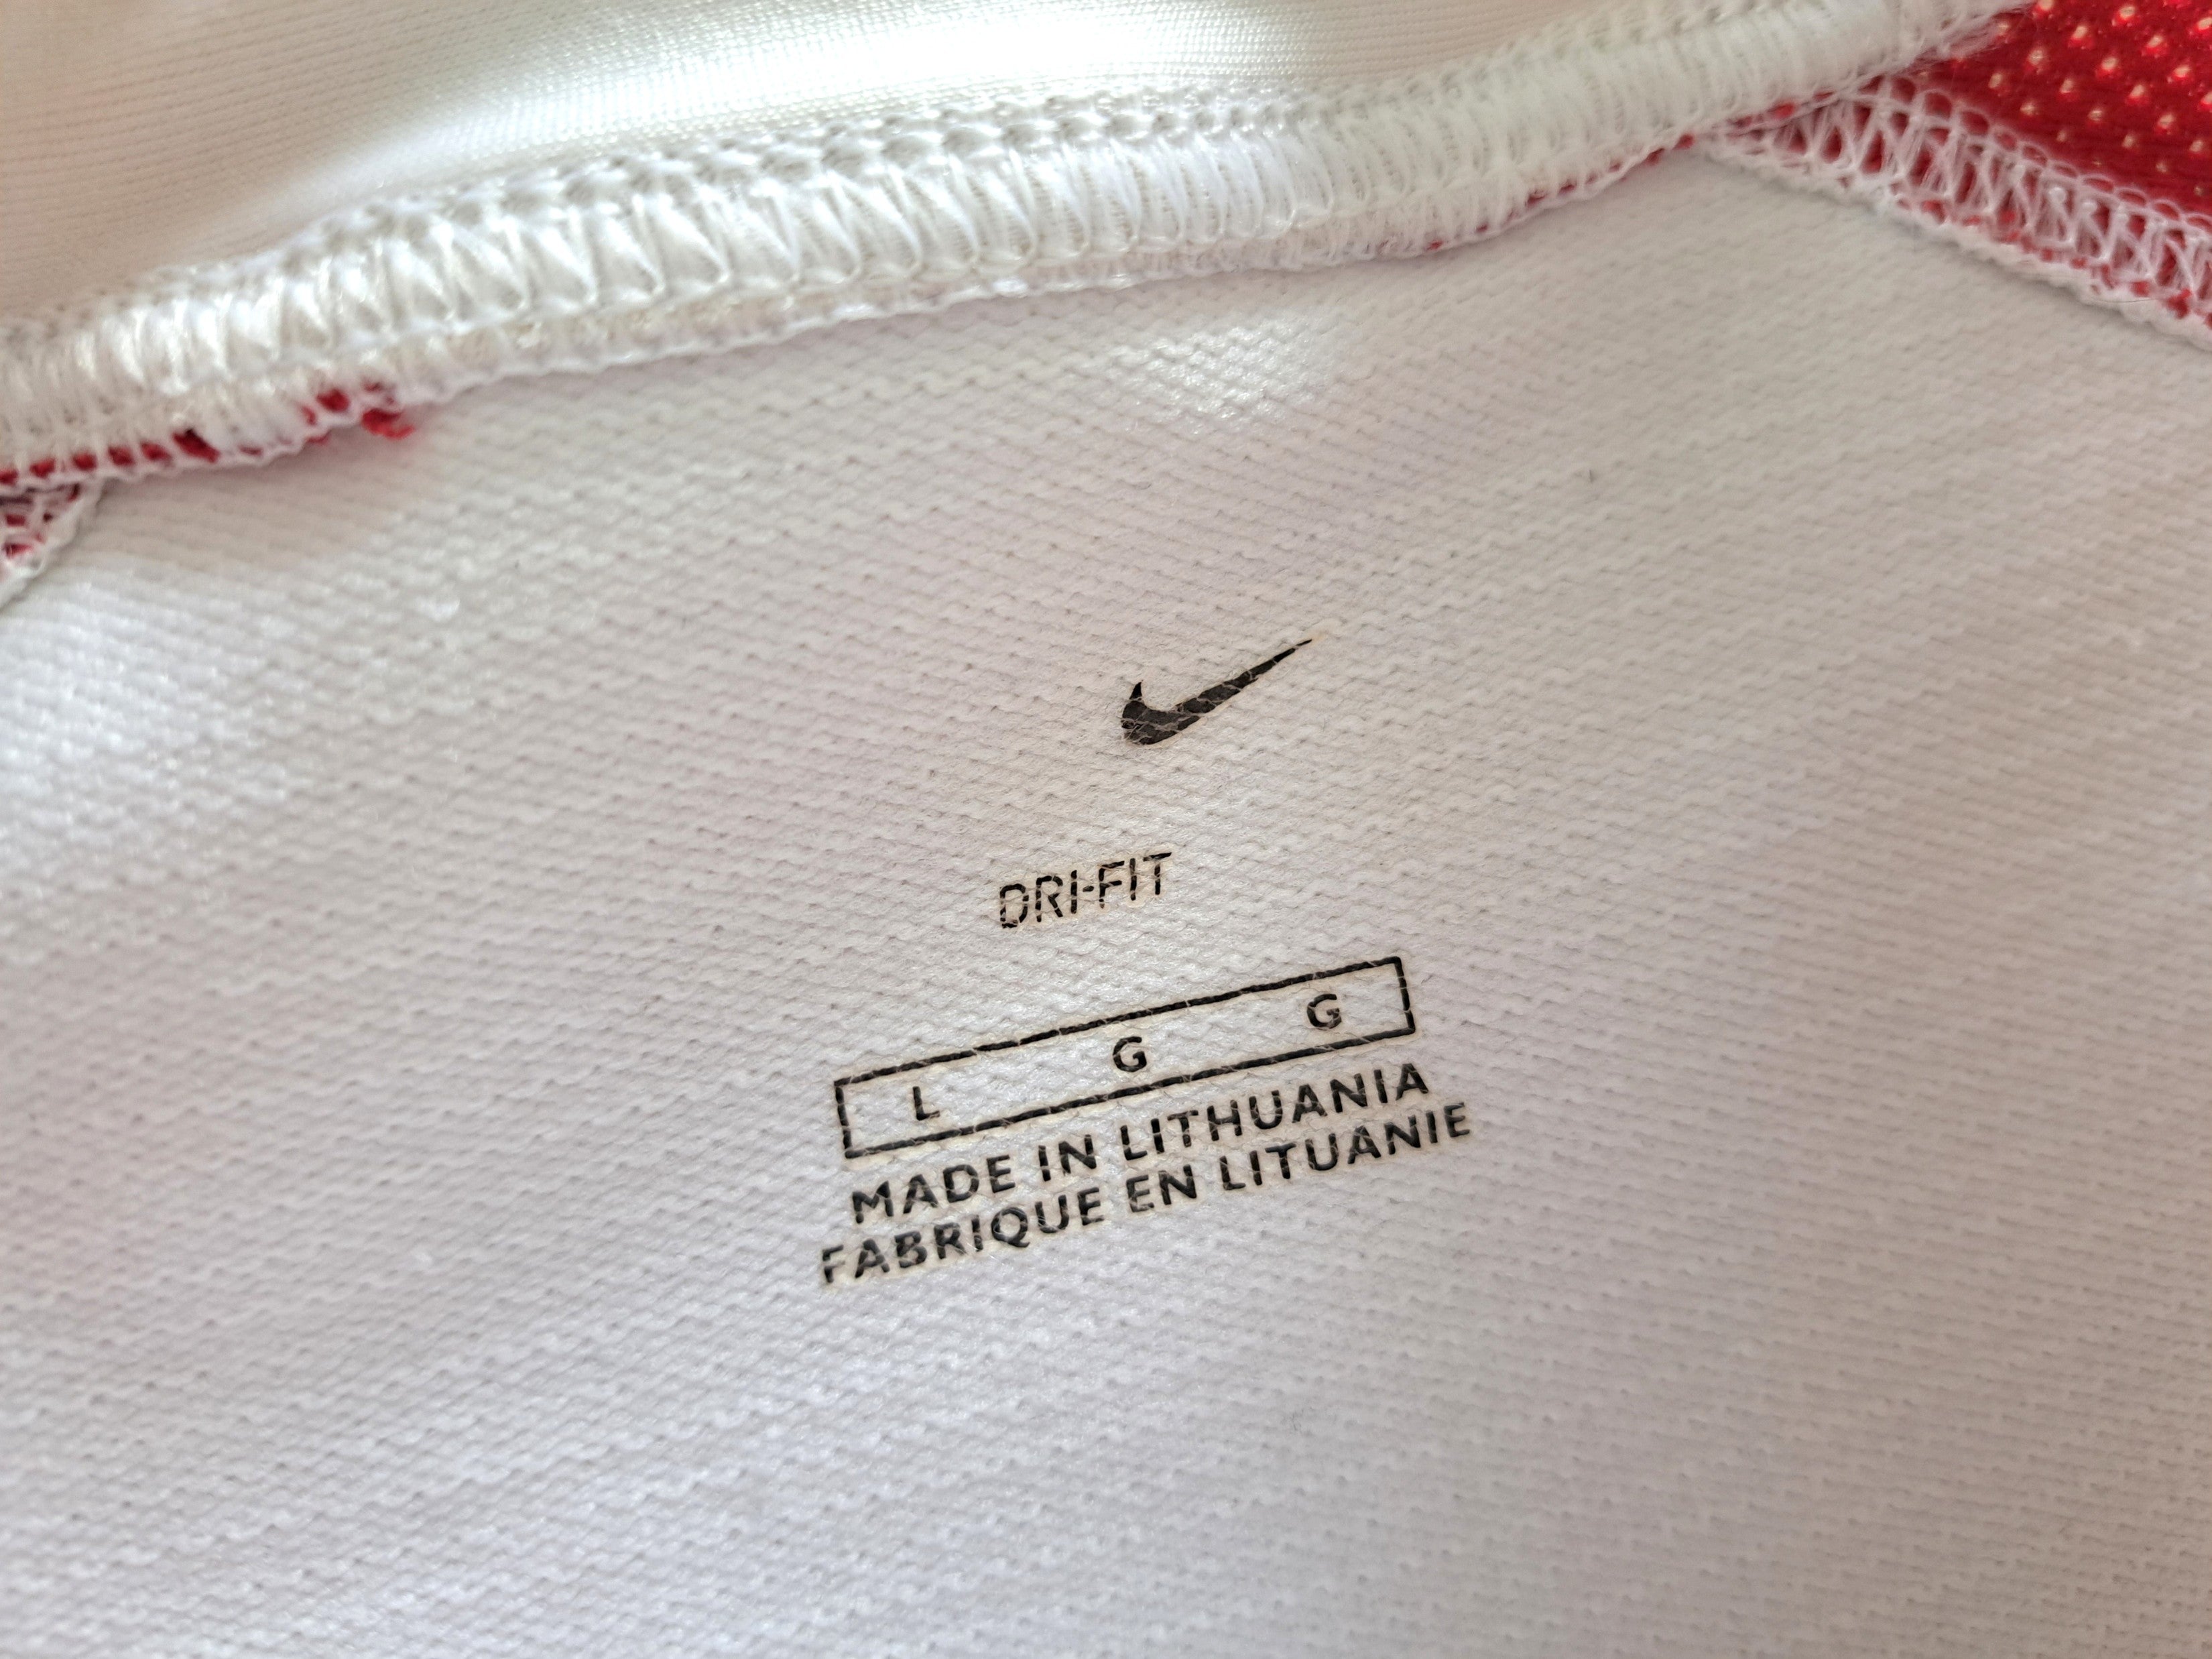 DRI-FIT
L G G
MADE IN LITHUANIA
FABRIQUE EN LITUANIE